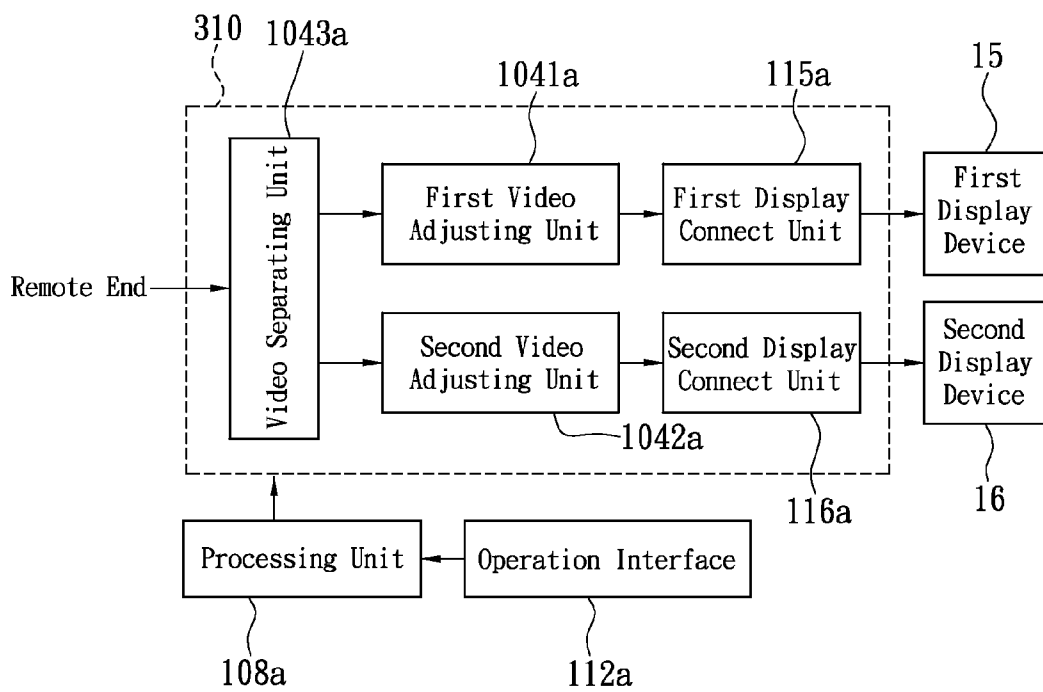 310
1043a
1041a
115a
15
Video Separating Unit
First Video
Adjusting Unit
First Display
Connect Unit
First
Display
Device
Remote End
Second Video
Adjusting Unit
Second Display
Connect Unit
Second
Display
Device
1042a
116a
16
Processing Unit
Operation Interface
108a
112a